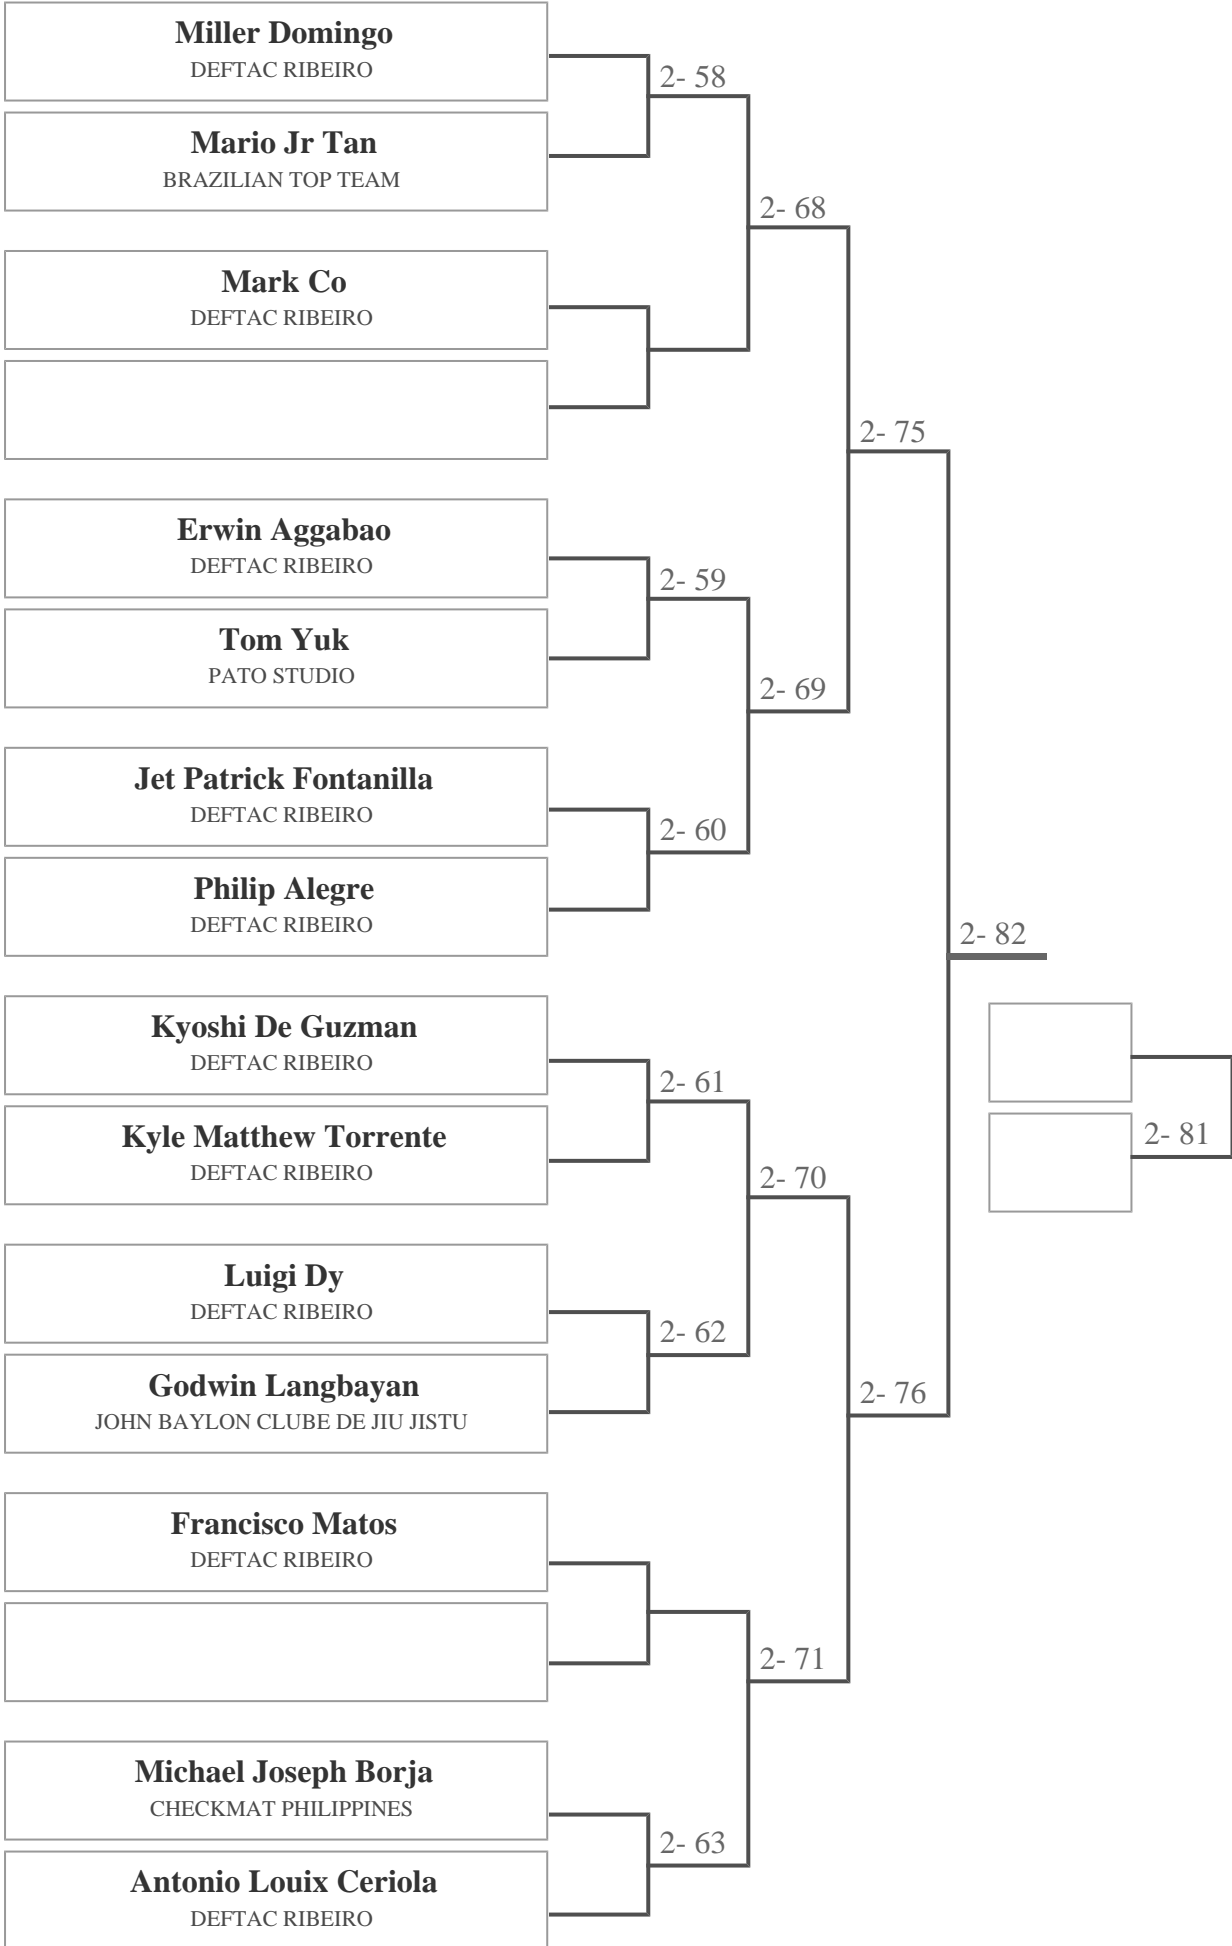 Miller Domingo
DEFTAC RIBEIRO
2- 58
Mario Jr Tan
BRAZILIAN TOP TEAM
2- 68
Mark Co
DEFTAC RIBEIRO
2- 75
Erwin Aggabao
DEFTAC RIBEIRO
2- 59
Tom Yuk
PATO STUDIO
2- 69
Jet Patrick Fontanilla
DEFTAC RIBEIRO
2- 60
Philip Alegre
DEFTAC RIBEIRO
2- 82
Kyoshi De Guzman
DEFTAC RIBEIRO
2- 61
Kyle Matthew Torrente
2- 81
DEFTAC RIBEIRO
2- 70
Luigi Dy
DEFTAC RIBEIRO
2- 62
Godwin Langbayan
2- 76
JOHN BAYLON CLUBE DE JIU JISTU
Francisco Matos
DEFTAC RIBEIRO
2- 71
Michael Joseph Borja
CHECKMAT PHILIPPINES
2- 63
Antonio Louix Ceriola
DEFTAC RIBEIRO